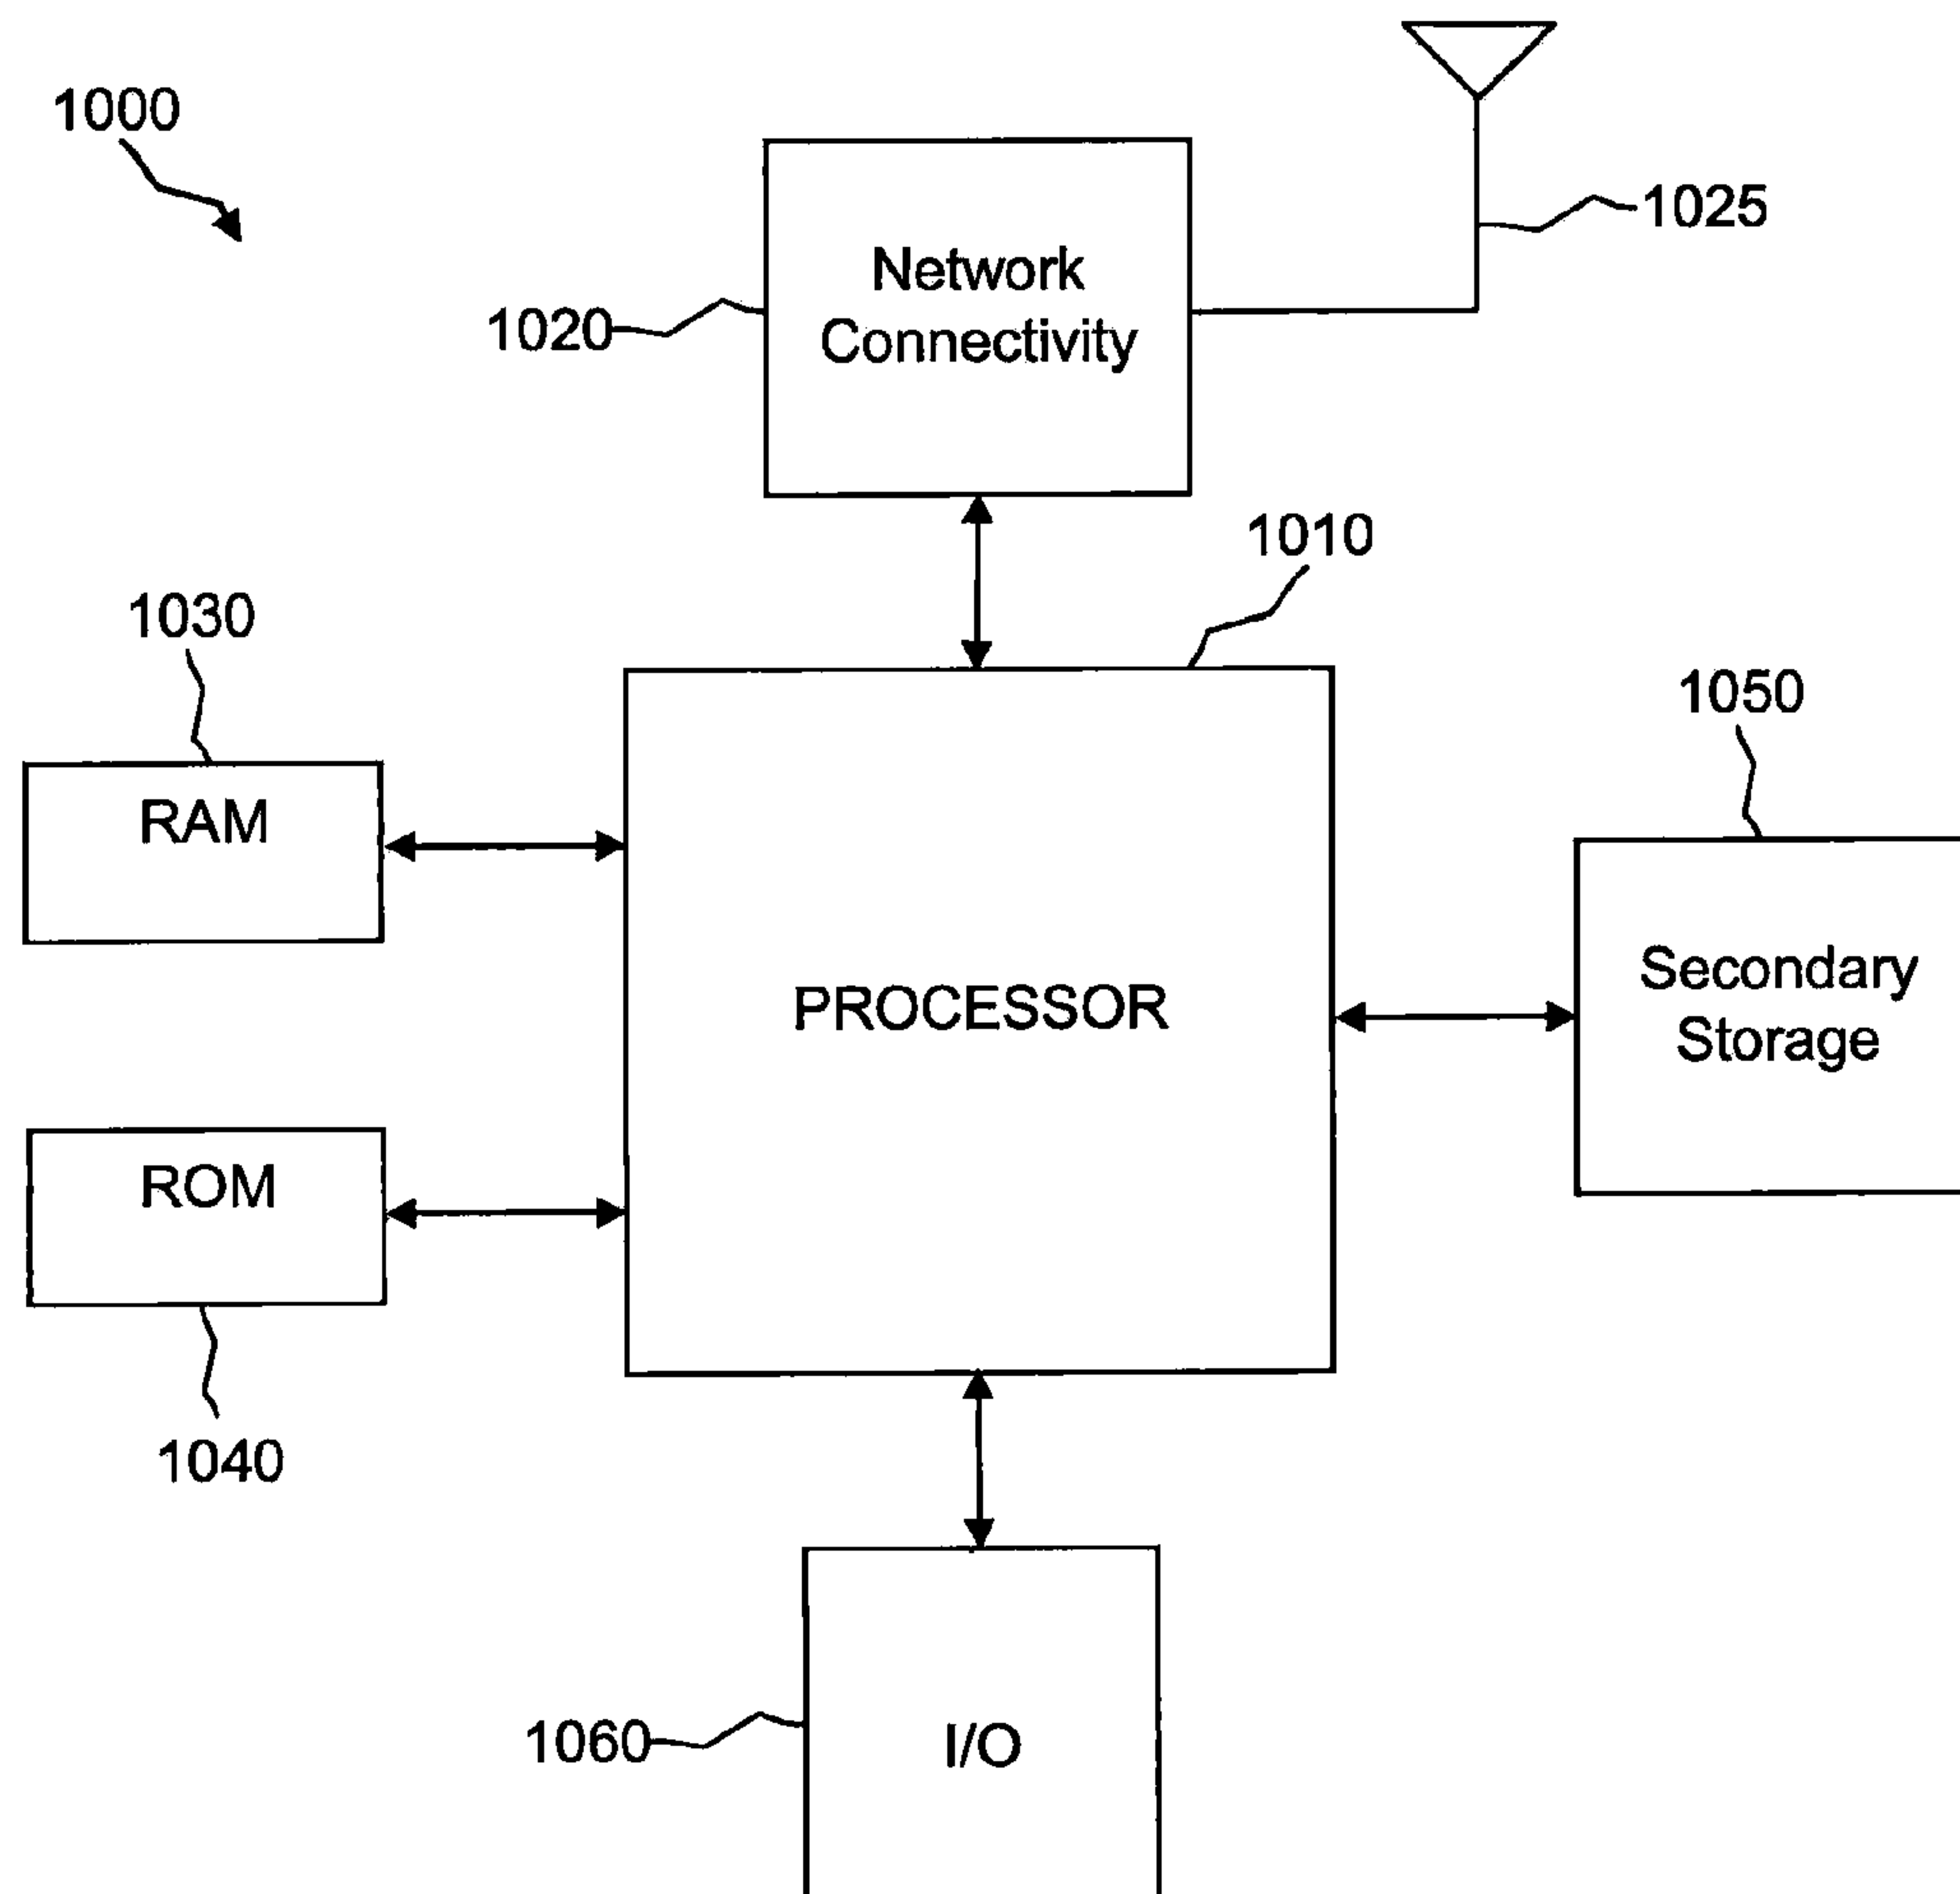 1000
1025
Network
Connectivity
1020
1010
1030
1050
RAM
Secondary
Storage
PROCESSOR
ROM
1040
1060
I/O